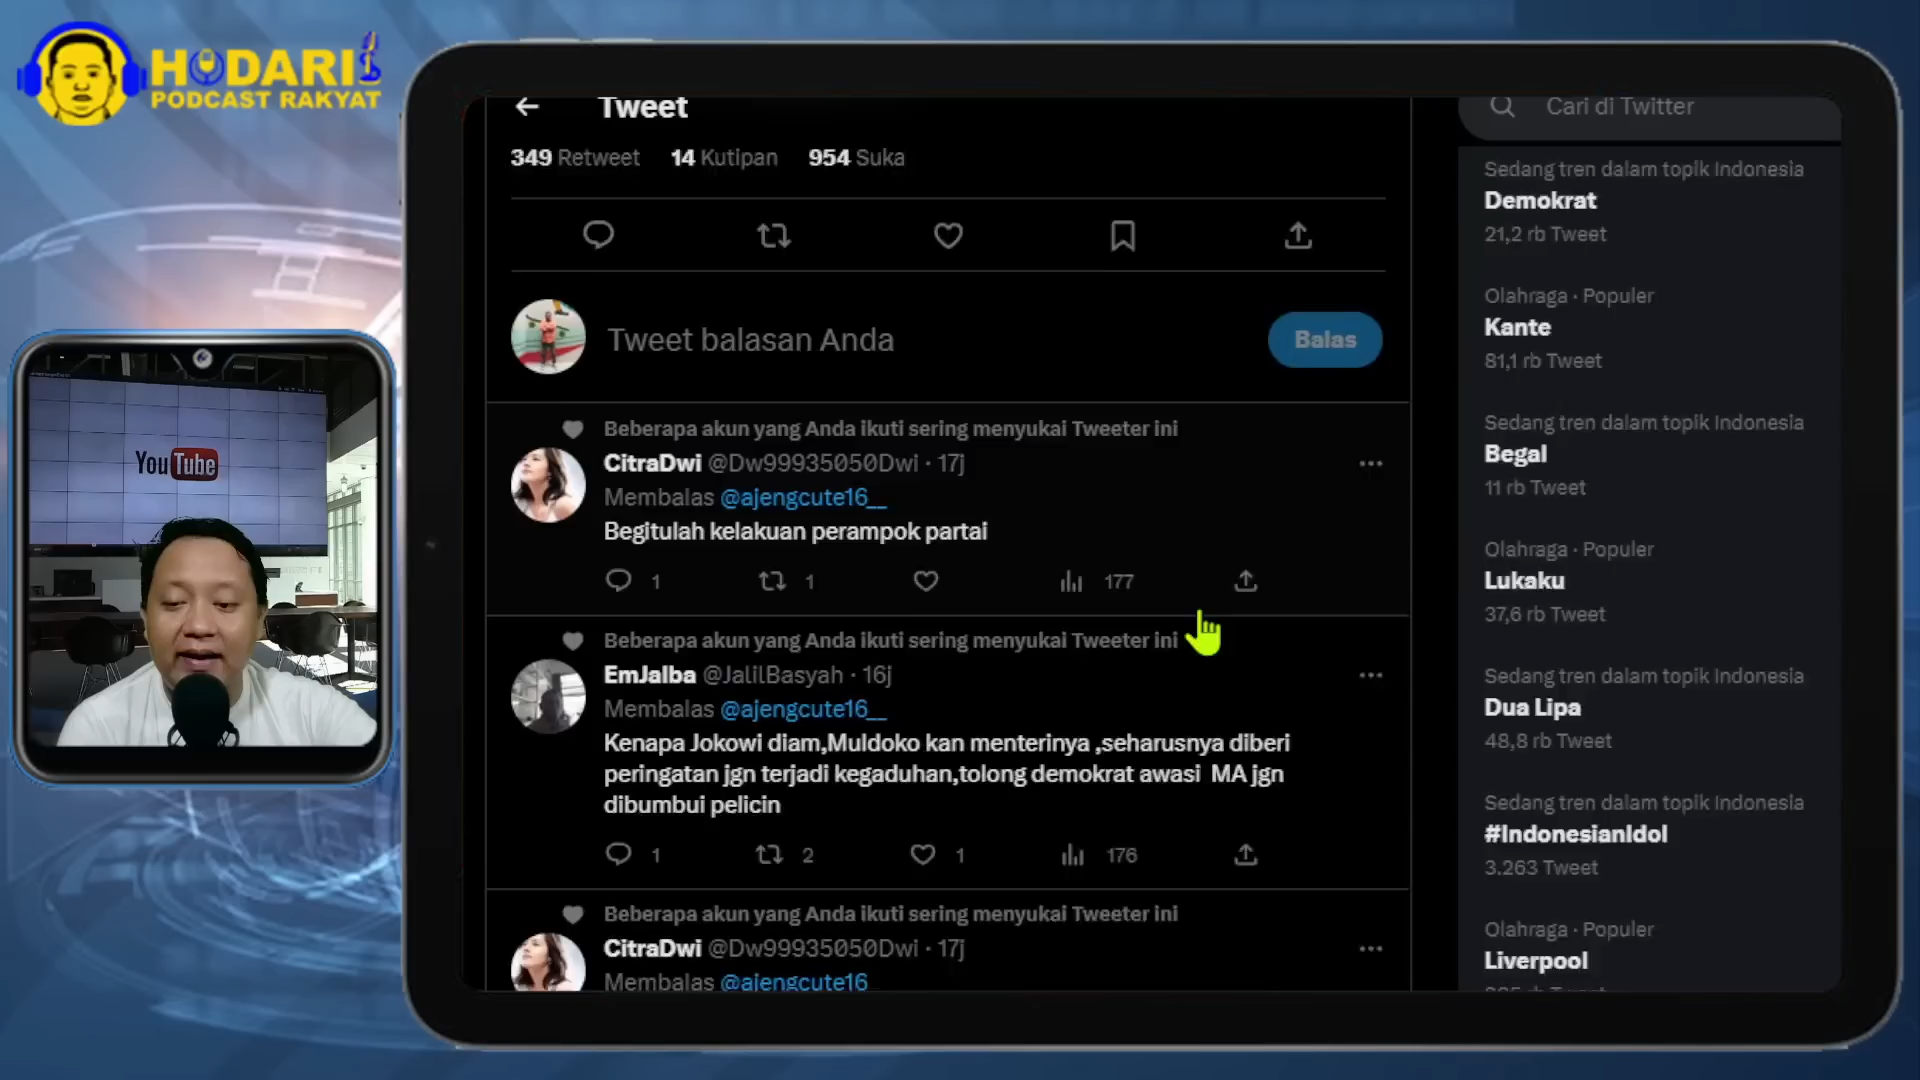 HODARI
PODCAST RAKYAT
YouTube
Tweet
349 Retweet 14 Kutipan 954 Suka
Tweet balasan Anda
Balas
Beberapa akun yang Anda ikuti sering menyukai Tweeter ini
CitraDwi @Dw99935050Dwi · 17j
Membalas @ajengcute16__
Begitulah kelakuan perampok partai
1 1 177
Beberapa akun yang Anda ikuti sering menyukai Tweeter ini
EmJalba @JalilBasyah · 16j
Membalas @ajengcute16__
Kenapa Jokowi diam,Muldoko kan menterinya ,seharusnya diberi
peringatan jgn terjadi kegaduhan,tolong demokrat awasi MA jgn
dibumbui pelicin
1 2 1 176
Beberapa akun yang Anda ikuti sering menyukai Tweeter ini
CitraDwi @Dw99935050Dwi · 17j
Membalas @ajengcute16
Cari di Twitter
Sedang tren dalam topik Indonesia
Demokrat
21,2 rb Tweet
Olahraga · Populer
Kante
81,1 rb Tweet
Sedang tren dalam topik Indonesia
Begal
11 rb Tweet
Olahraga · Populer
Lukaku
37,6 rb Tweet
Sedang tren dalam topik Indonesia
Dua Lipa
48,8 rb Tweet
Sedang tren dalam topik Indonesia
#IndonesianIdol
3.263 Tweet
Olahraga · Populer
Liverpool